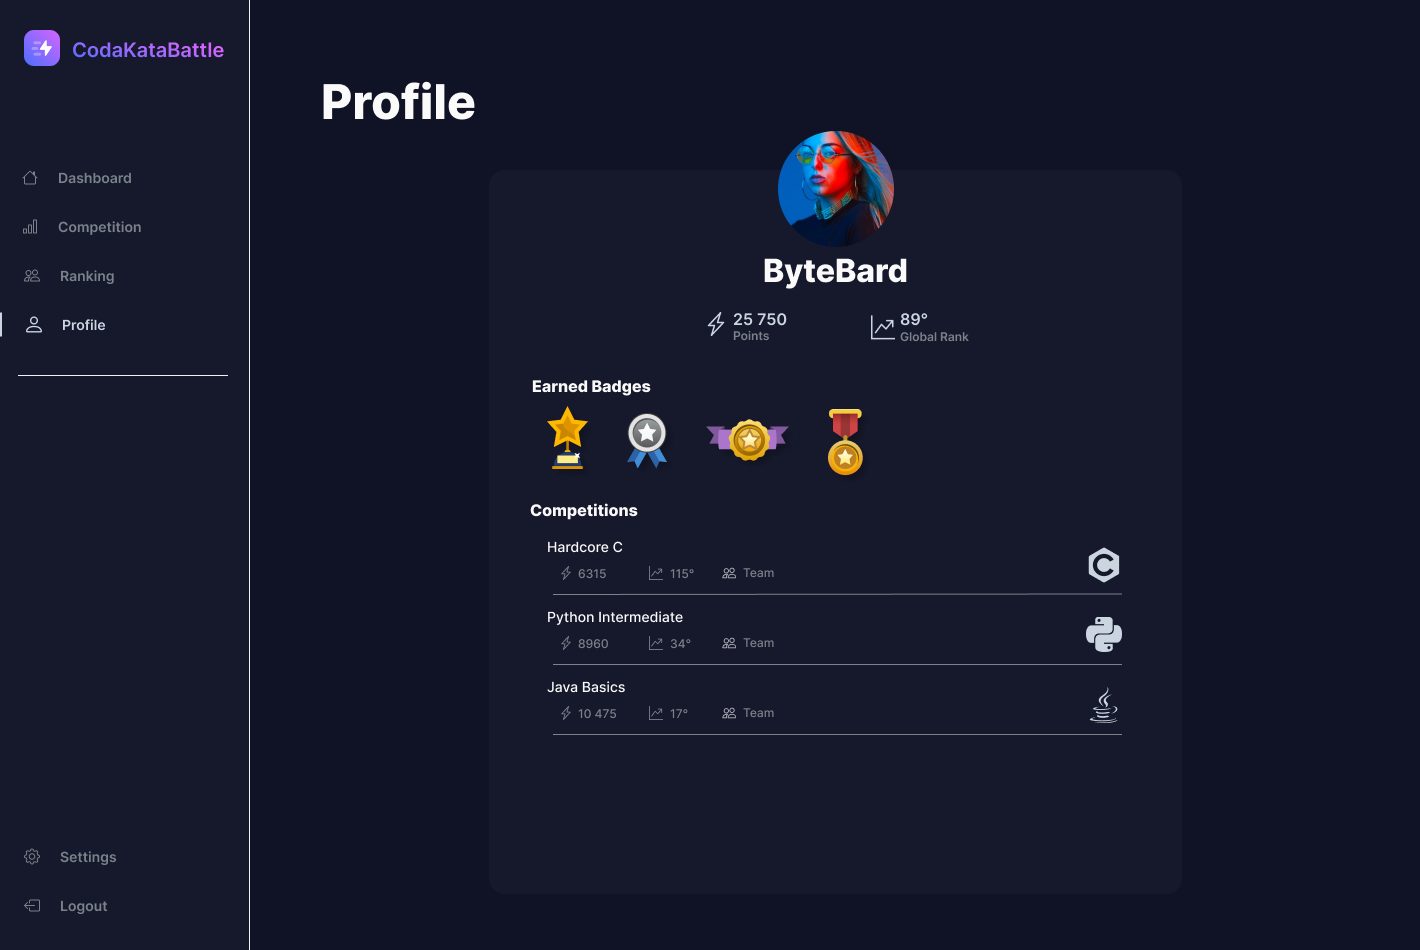 CodaKataBattle
Dashboard
Competition
Ranking
Profile
Settings
Logout
Profile
ByteBard
25 750
Points
89°
Global Rank
Earned Badges
Competitions
Hardcore C
6315 115° Team
Python Intermediate
8960 34° Team
Java Basics
10 475 17° Team